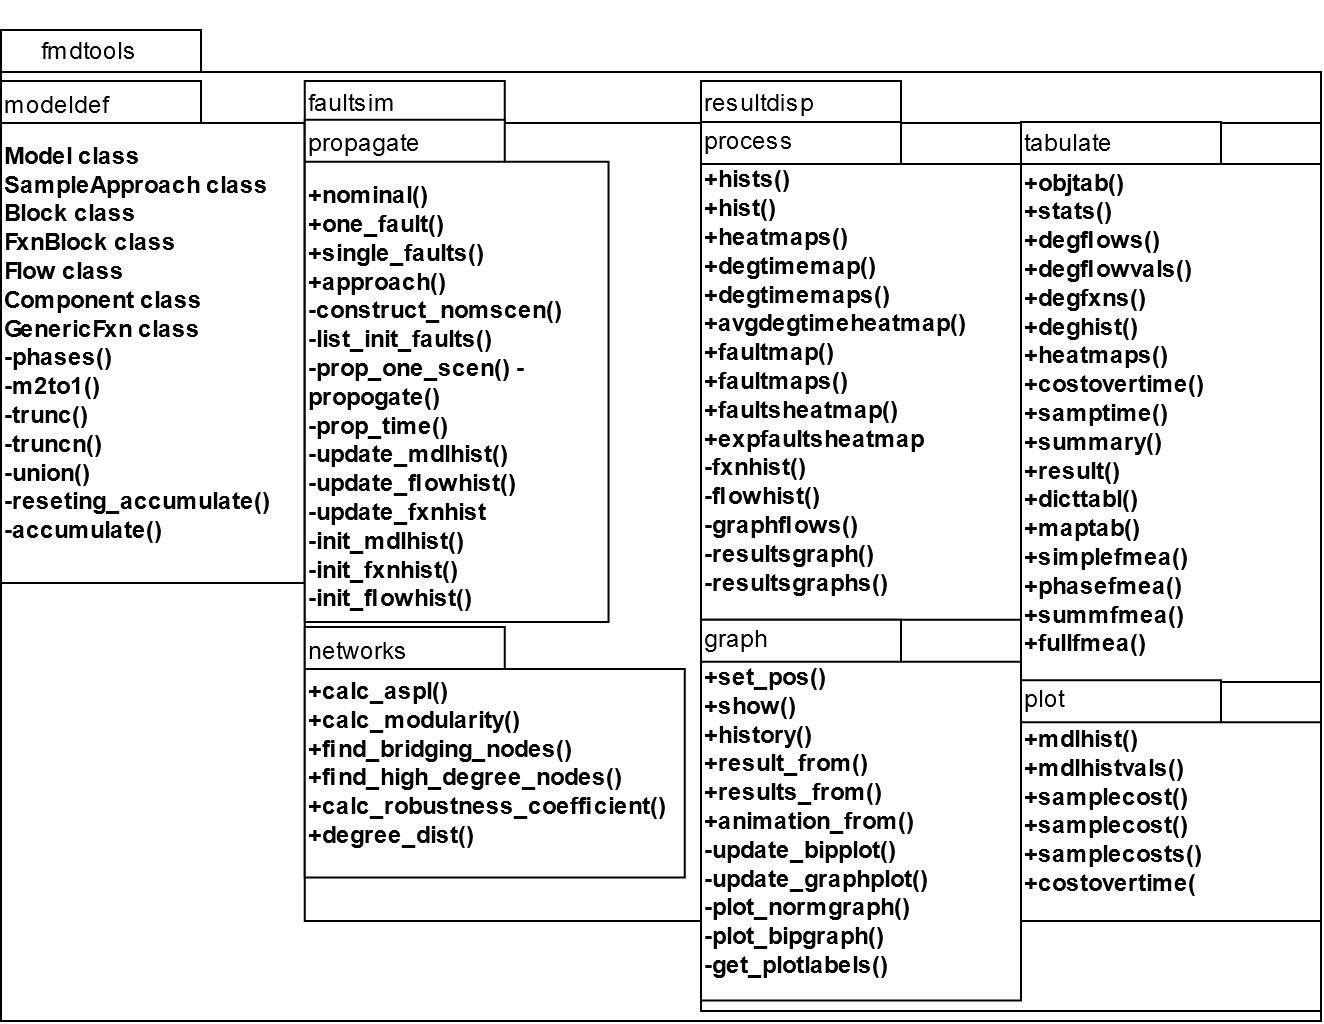 fmdtools
modeldef
Model class
SampleApproach class
Block class
FxnBlock class
Flow class
Component class
GenericFxn class
-phases()
-m2to1()
-trunc()
-truncn()
-union()
-reseting_accumulate()
-accumulate()
faultsim
propagate
+nominal()
+one_fault()
+single_faults()
+approach()
-construct_nomscen()
-list_init_faults()
-prop_one_scen() -
propogate()
-prop_time()
-update_mdlhist()
-update_flowhist()
-update_fxnhist
-init_mdlhist()
-init_fxnhist()
-init_flowhist()
networks
+calc_aspl()
+calc_modularity()
+find_bridging_nodes()
+find_high_degree_nodes()
+calc_robustness_coefficient()
+degree_dist()
resultdisp
process
+hists()
+hist()
+heatmaps()
+degtimemap()
+degtimemaps()
+avgdegtimeheatmap()
+faultmap()
+faultmaps()
+faultsheatmap()
+expfaultsheatmap
-fxnhist()
-flowhist()
-graphflows()
-resultsgraph()
-resultsgraphs()
graph
+set_pos()
+show()
+history()
+result_from()
+results_from()
+animation_from()
-update_bipplot()
-update_graphplot()
-plot_normgraph()
-plot_bipgraph()
-get_plotlabels()
tabulate
+objtab()
+stats()
+degflows()
+degflowvals()
+degfxns()
+deghist()
+heatmaps()
+costovertime()
+samptime()
+summary()
+result()
+dicttabl()
+maptab()
+simplefmea()
+phasefmea()
+summfmea()
+fullfmea()
plot
+mdlhist()
+mdlhistvals()
+samplecost()
+samplecost()
+samplecosts()
+costovertime(